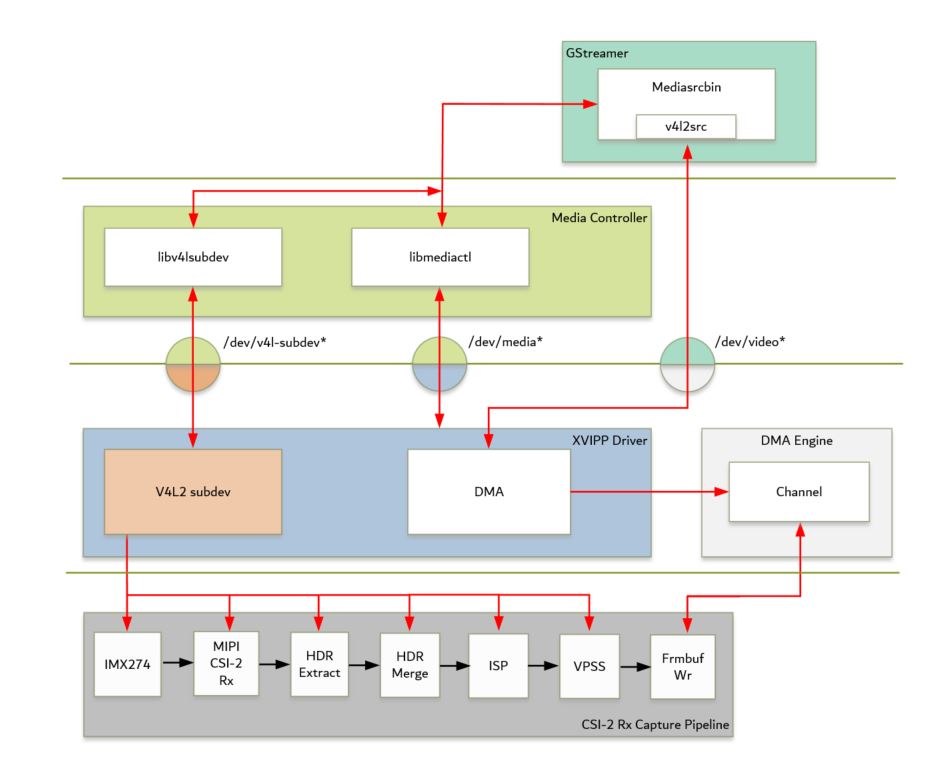 GStreamer
Mediasrcbin
v4l2src
Media Controller
libv4lsubdev
libmediactl
/dev/v4l-subdev*
/dev/media*
/dev/video*
XVIPP Driver
DMA Engine
V4L2 subdev
DMA
Channel
IMX274
MIPI
CSI-2
Rx
HDR
Extract
HDR
Merge
ISP
VPSS
Frmbuf
Wr
CSI-2 Rx Capture Pipeline